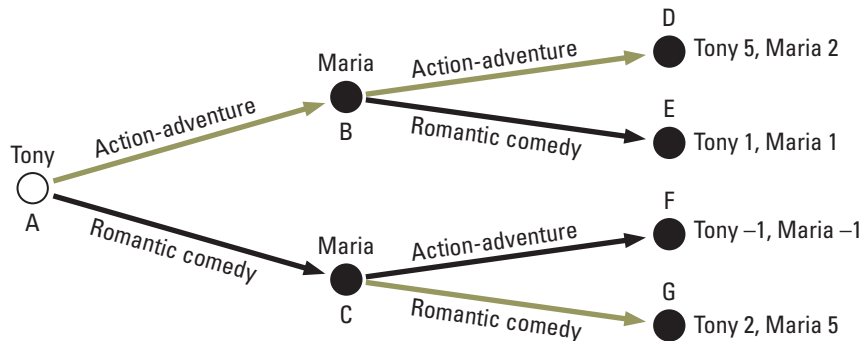 Tony
A
Action-adventure
Romantic comedy
Maria
B
Action-adventure
Romantic comedy
D
Tony 5, Maria 2
E
Tony 1, Maria 1
Maria
C
Action-adventure
Romantic comedy
F
Tony –1, Maria –1
G
Tony 2, Maria 5